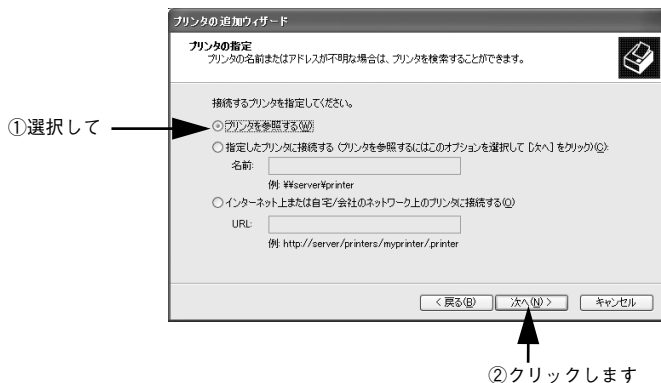 プリンタの追加ウィザード
プリンタの指定
プリンタの名前またはアドレスが不明な場合は、プリンタを検索することができます。
接続するプリンタを指定してください。
①選択して
プリンタを参照する(W)
指定したプリンタに接続する (プリンタを参照するにはこのオプションを選択して [次へ] をクリック)(C):
名前:
例: ¥¥server¥printer
インターネット上または自宅/会社のネットワーク上のプリンタに接続する(O)
URL:
例: http://server/printers/myprinter/.printer
< 戻る(B) 次へ(N) > キャンセル
②クリックします